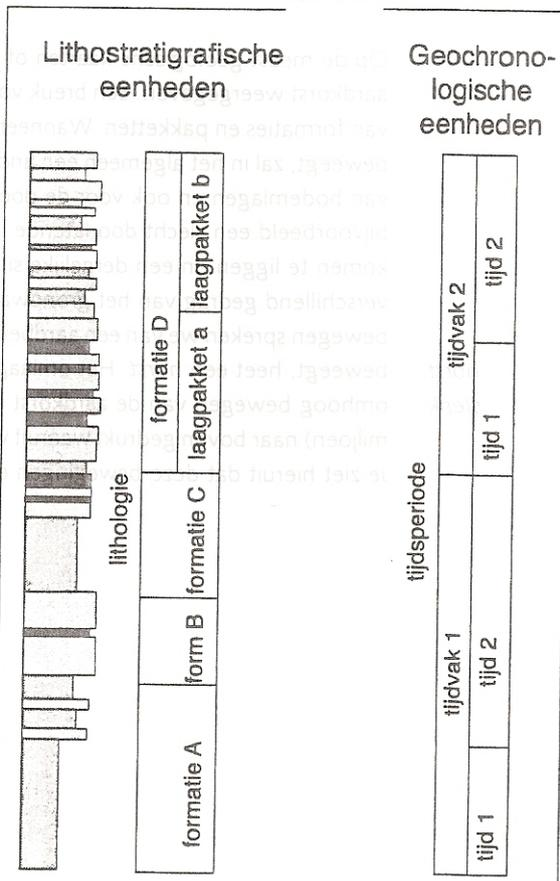 Lithostratigrafische
eenheden
Geochrono-
logische
eenheden
lithologie
formatie D
laagpakket b
laagpakket a
formatie C
form B
formatie A
tijdsperiode
tijdvak 2
tijd 2
tijd 1
tijdvak 1
tijd 2
tijd 1